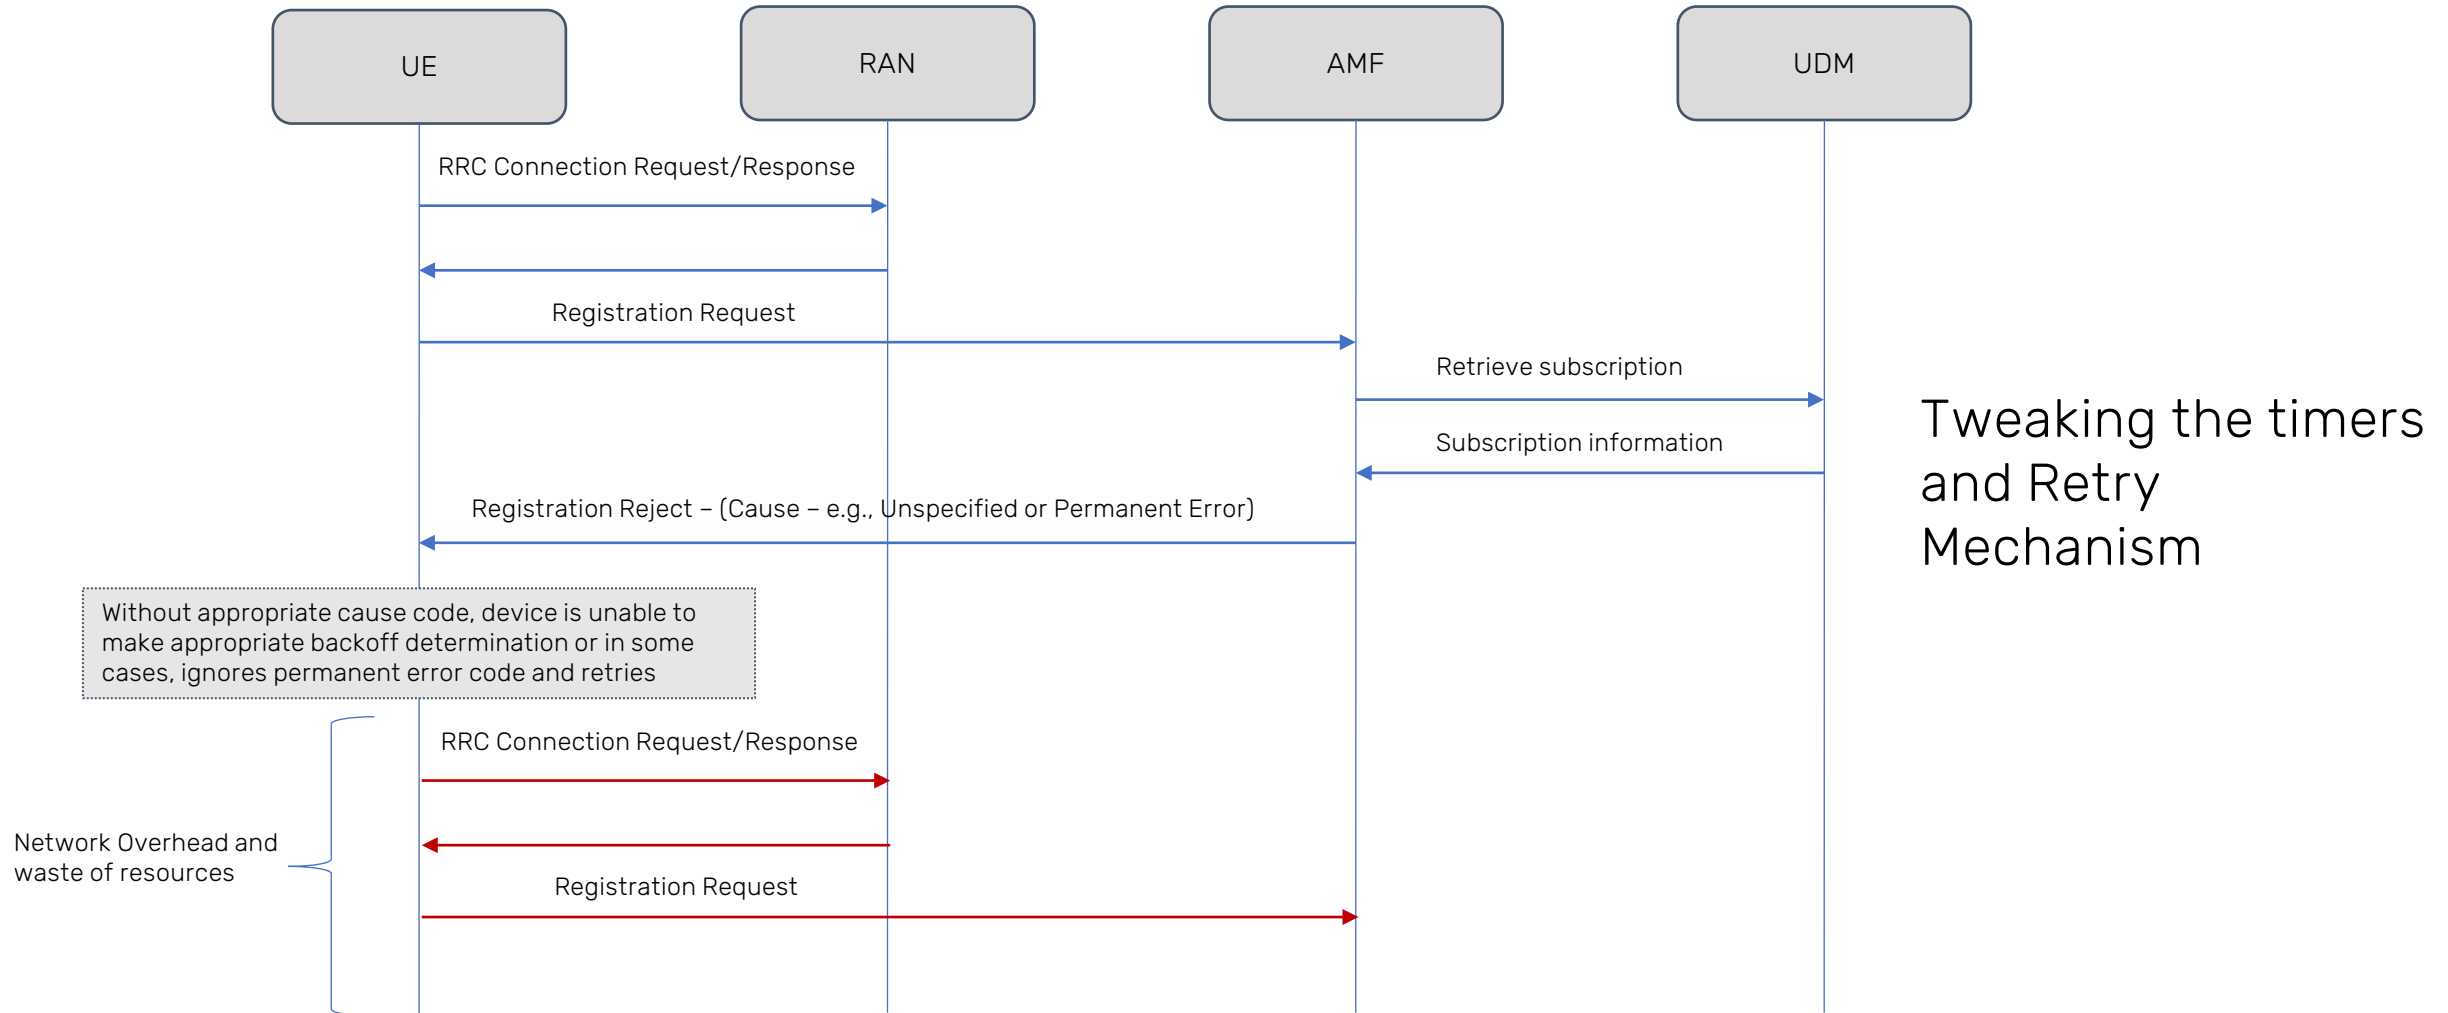 UE
RAN
AMF
UDM
RRC Connection Request/Response
Registration Request
Retrieve subscription
Subscription information
Registration Reject – (Cause – e.g., Unspecified or Permanent Error)
Tweaking the timers
and Retry
Mechanism
Without appropriate cause code, device is unable to
make appropriate backoff determination or in some
cases, ignores permanent error code and retries
RRC Connection Request/Response
Network Overhead and
waste of resources
Registration Request